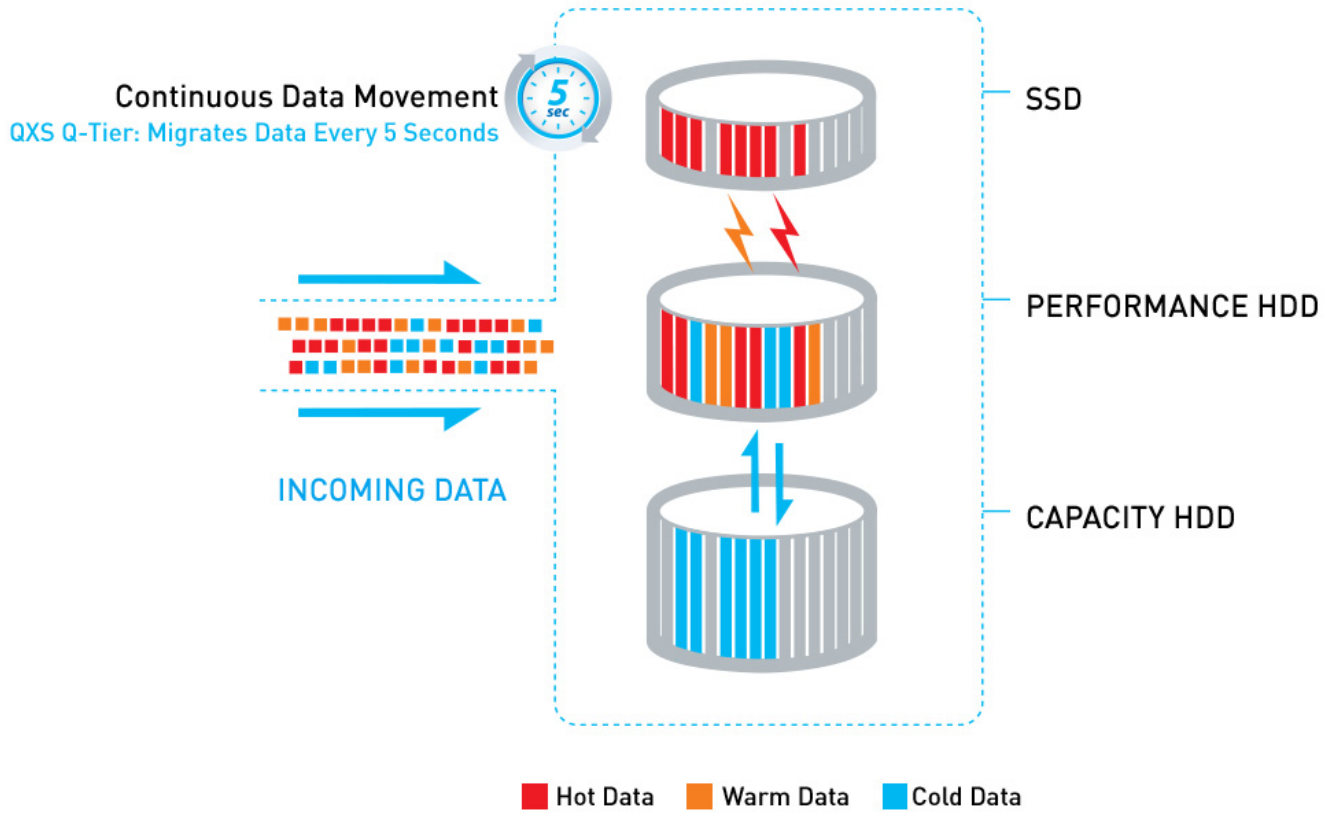 Continuous Data Movement
QXS Q-Tier: Migrates Data Every 5 Seconds
5
sec
SSD
PERFORMANCE HDD
INCOMING DATA
CAPACITY HDD
Hot Data
Warm Data
Cold Data